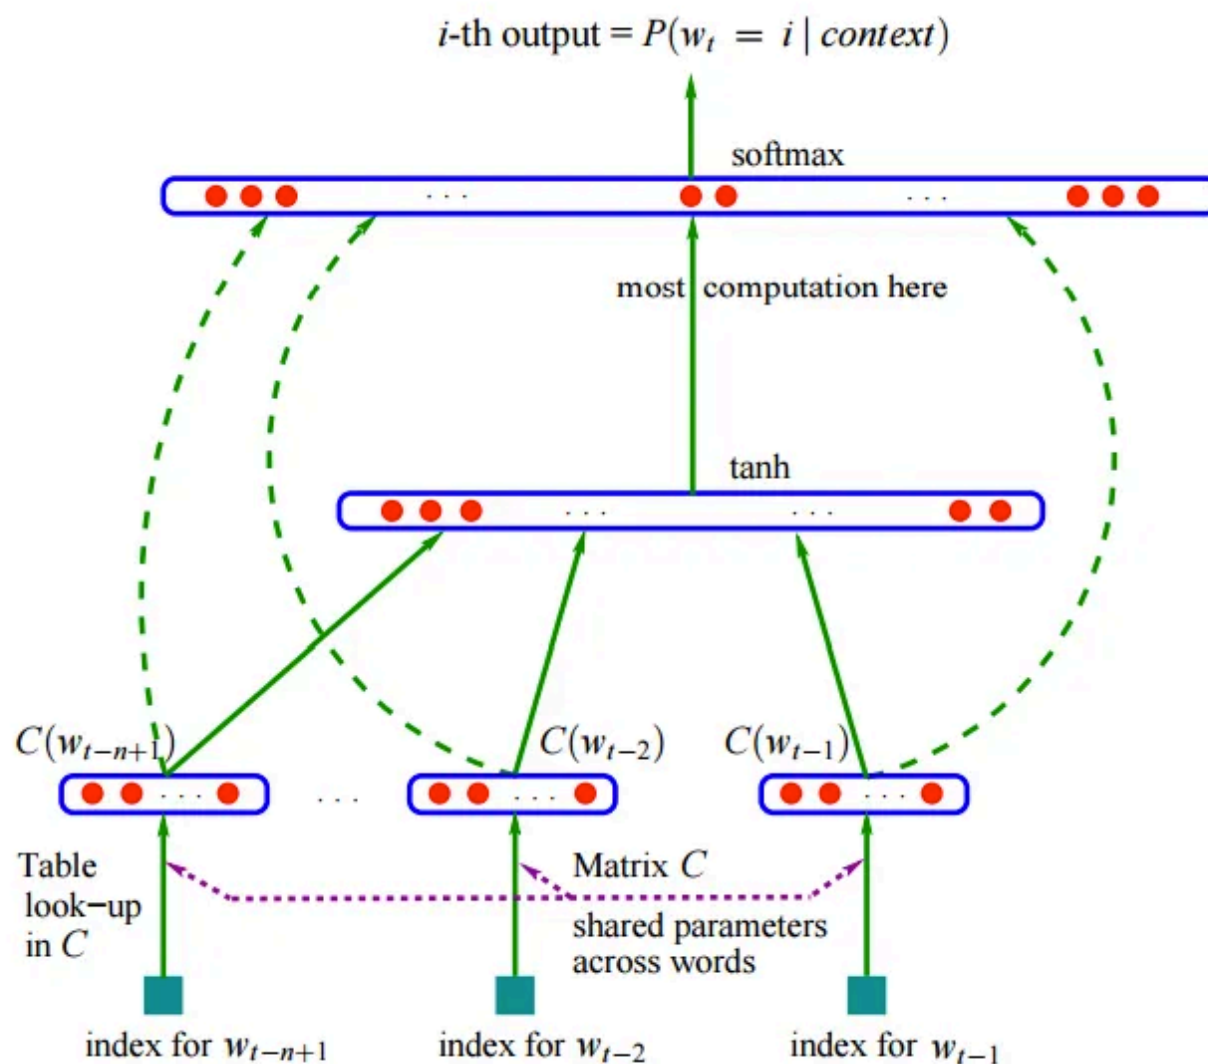 i-th output = P(w_t = i | context)
softmax
. . .
. . .
most computation here
tanh
. . .
. . .
C(w_{t−n+1})
C(w_{t−2})
C(w_{t−1})
. . .
. . .
. . .
. . .
Table
look−up
in C
Matrix C
shared parameters
across words
index for w_{t−n+1}
index for w_{t−2}
index for w_{t−1}